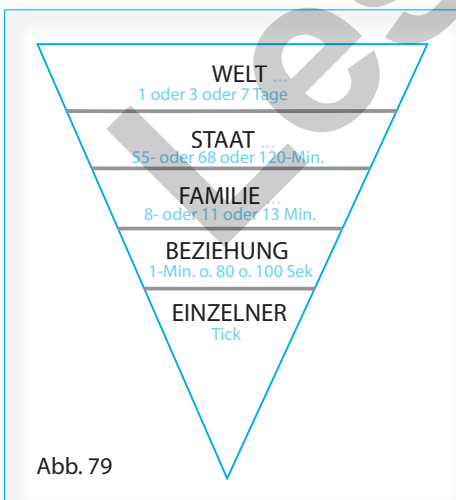 WELT ...
1 oder 3 oder 7 Tage
STAAT ...
55- oder 68 oder 120-Min.
FAMILIE ...
8- oder 11 oder 13 Min.
BEZIEHUNG
1-Min. o. 80 o. 100 Sek
EINZELNER
Tick
Abb. 79
Les